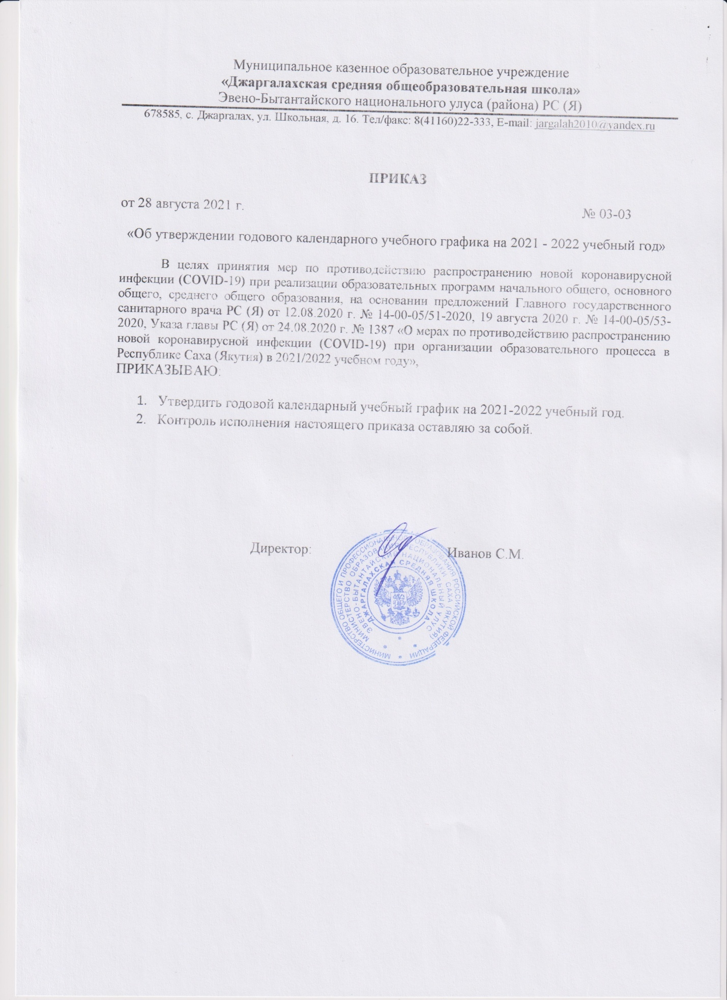 Муниципальное казенное образовательное учреждение
«Джаргалахская средняя общеобразовательная школа»
Эвено-Бытантайского национального улуса (района) РС (Я)
678585, с. Джаргалах, ул. Школьная, д. 16. Тел/факс: 8(41160)22-333, E-mail: jargalah2010@yandex.ru
ПРИКАЗ
от 28 августа 2021 г.
№ 03-03
«Об утверждении годового календарного учебного графика на 2021 - 2022 учебный год»
В целях принятия мер по противодействию распространению новой коронавирусной
инфекции (COVID-19) при реализации образовательных программ начального общего, основного
общего, среднего общего образования, на основании предложений Главного государственного
санитарного врача РС (Я) от 12.08.2020 г. № 14-00-05/51-2020, 19 августа 2020 г. № 14-00-05/53-
2020, Указа главы РС (Я) от 24.08.2020 г. № 1387 «О мерах по противодействию распространению
новой коронавирусной инфекции (COVID-19) при организации образовательного процесса в
Республике Саха (Якутия) в 2021/2022 учебном году»,
ПРИКАЗЫВАЮ:
1. Утвердить годовой календарный учебный график на 2021-2022 учебный год.
2. Контроль исполнения настоящего приказа оставляю за собой.
Директор:
Иванов С.М.
МИНИСТЕРСТВО ОБЩЕГО И ПРОФЕССИОНАЛЬНОГО ОБРАЗОВАНИЯ РОССИЙСКОЙ ФЕДЕРАЦИИ
МИНИСТЕРСТВО ОБРАЗОВАНИЯ РЕСПУБЛИКИ САХА (ЯКУТИЯ)
ЭВЕНО-БЫТАНТАЙСКИЙ НАЦИОНАЛЬНЫЙ УЛУС
ДЖАРГАЛАХСКАЯ СРЕДНЯЯ ШКОЛА